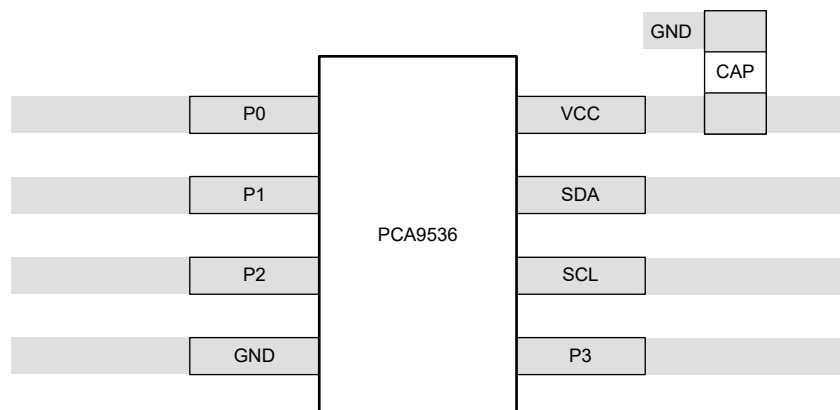 GND
CAP
P0
VCC
P1
SDA
PCA9536
P2
SCL
GND
P3